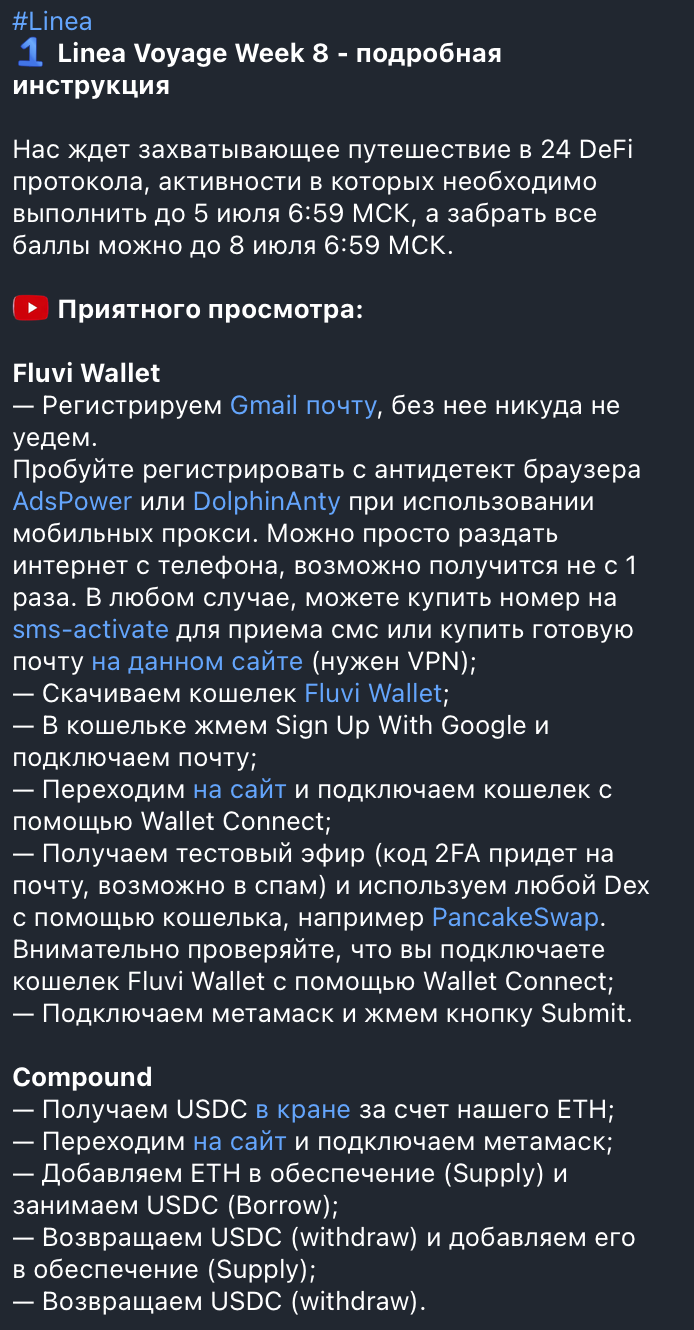 #Linea
1 Linea Voyage Week 8 - подробная
инструкция
Нас ждет захватывающее путешествие в 24 DeFi
протокола, активности в которых необходимо
выполнить до 5 июля 6:59 МСК, а забрать все
баллы можно до 8 июля 6:59 МСК.
Приятного просмотра:
Fluvi Wallet
— Регистрируем Gmail почту, без нее никуда не
уедем.
Пробуйте регистрировать с антидетект браузера
AdsPower или DolphinAnty при использовании
мобильных прокси. Можно просто раздать
интернет с телефона, возможно получится не с 1
раза. В любом случае, можете купить номер на
sms-activate для приема смс или купить готовую
почту на данном сайте (нужен VPN);
— Скачиваем кошелек Fluvi Wallet;
— В кошельке жмем Sign Up With Google и
подключаем почту;
— Переходим на сайт и подключаем кошелек с
помощью Wallet Connect;
— Получаем тестовый эфир (код 2FA придет на
почту, возможно в спам) и используем любой Dex
с помощью кошелька, например PancakeSwap.
Внимательно проверяйте, что вы подключаете
кошелек Fluvi Wallet с помощью Wallet Connect;
— Подключаем метамаск и жмем кнопку Submit.
Compound
— Получаем USDC в кране за счет нашего ETH;
— Переходим на сайт и подключаем метамаск;
— Добавляем ETH в обеспечение (Supply) и
занимаем USDC (Borrow);
— Возвращаем USDC (withdraw) и добавляем его
в обеспечение (Supply);
— Возвращаем USDC (withdraw).